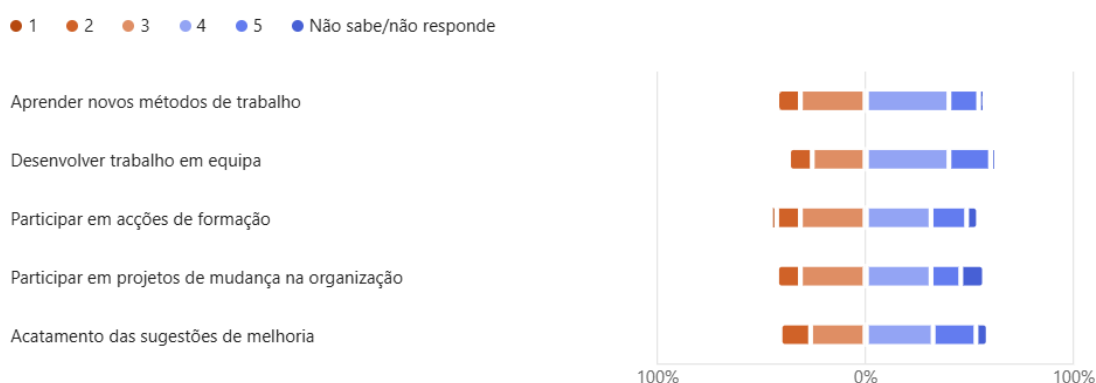 1 2 3 4 5 Não sabe/não responde
Aprender novos métodos de trabalho
Desenvolver trabalho em equipa
Participar em acções de formação
Participar em projetos de mudança na organização
Acatamento das sugestões de melhoria
100% 0% 100%